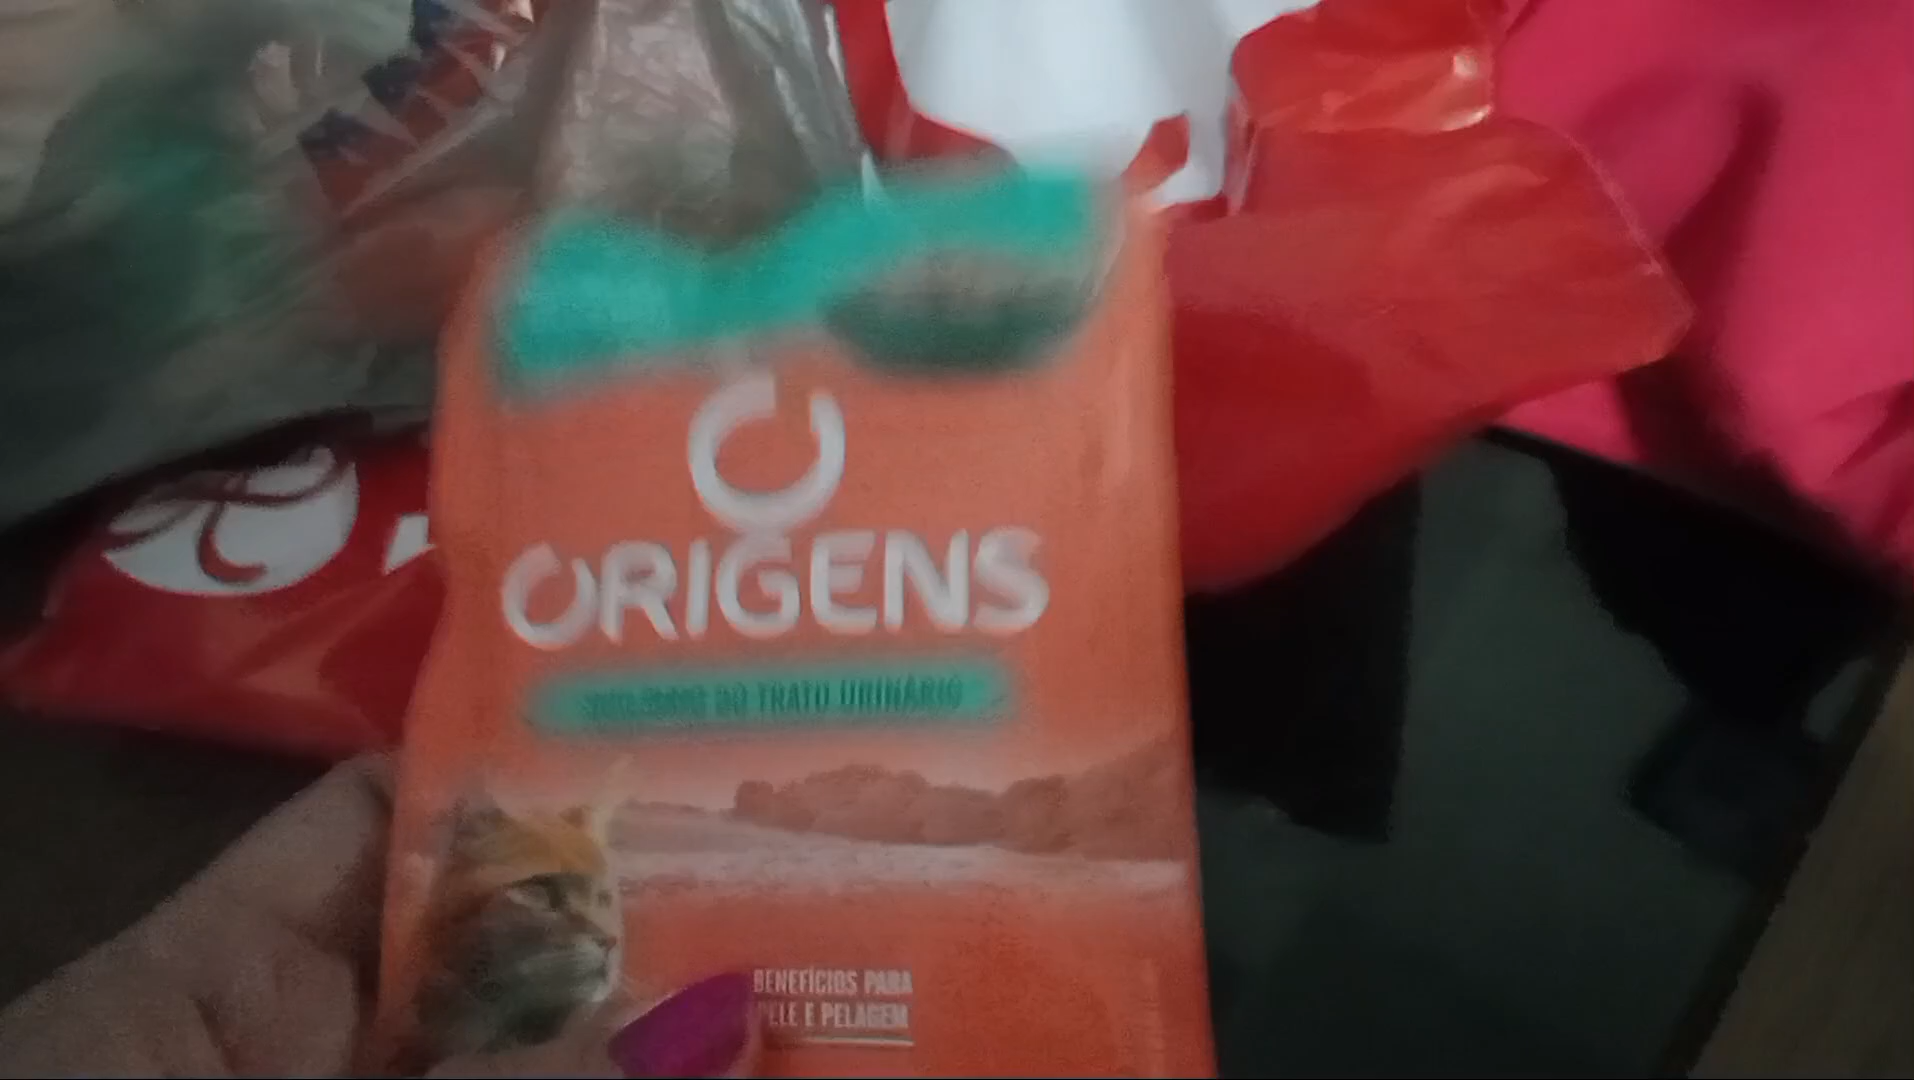 ORIGENS
DO TRATO URINÁRIO
BENEFÍCIOS PARA
PELE E PELAGEM